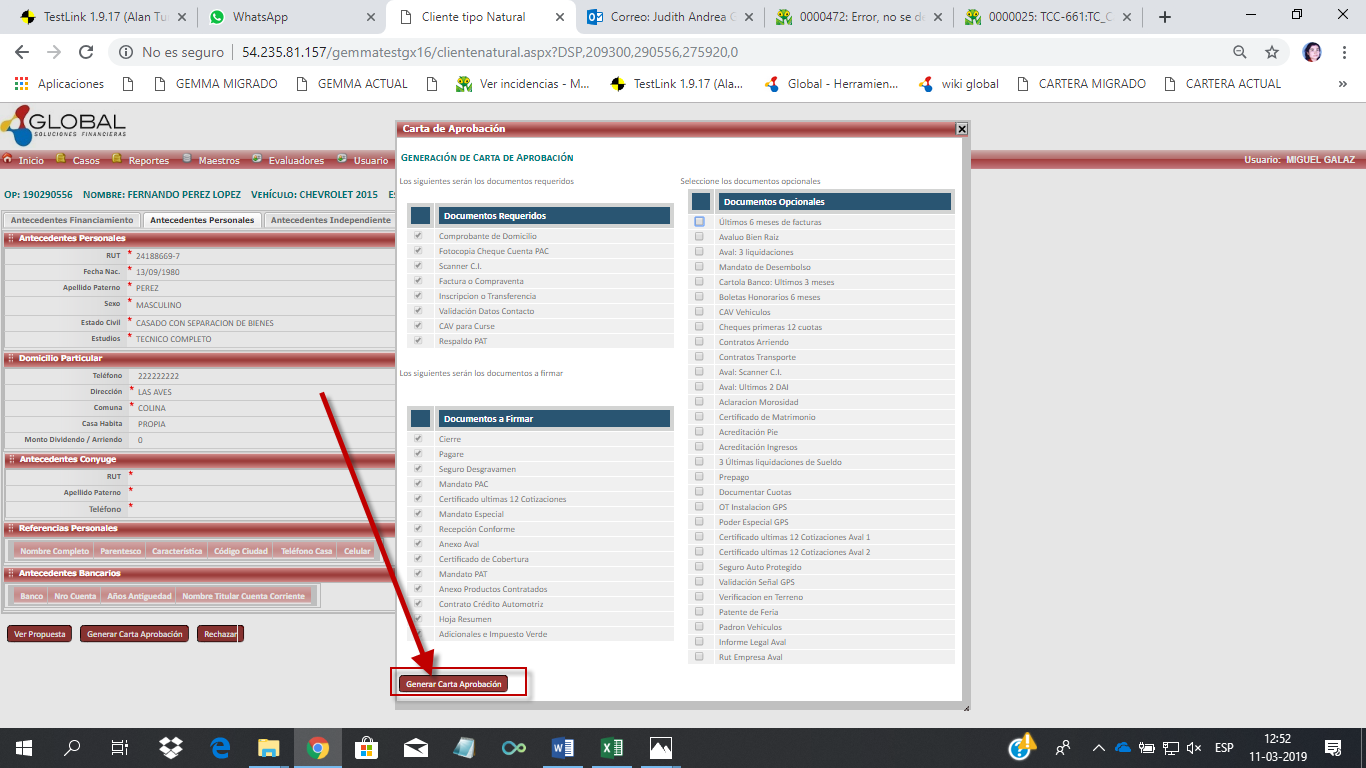 TestLink 1.9.17 (Alan Tu
WhatsApp
Cliente tipo Natural
Correo: Judith Andrea G
0000472: Error, no se de
0000025: TCC-661:TC_C
No es seguro | 54.235.81.157/gemmatestgx16/clientenatural.aspx?DSP,209300,290556,275920,0
Aplicaciones
GEMMA MIGRADO
GEMMA ACTUAL
Ver incidencias - M...
TestLink 1.9.17 (Ala...
Global - Herramien...
wiki global
CARTERA MIGRADO
CARTERA ACTUAL
»
GLOBAL
SOLUCIONES FINANCIERAS
Inicio Casos Reportes Maestros Evaluadores Usuario
Usuario: MIGUEL GALAZ
OP: 190290556 NOMBRE: FERNANDO PEREZ LOPEZ VEHÍCULO: CHEVROLET 2015 E
Antecedentes Financiamiento Antecedentes Personales Antecedentes Independiente
Antecedentes Personales
RUT * 24188669-7
Fecha Nac. * 13/09/1980
Apellido Paterno * PEREZ
Sexo * MASCULINO
Estado Civil * CASADO CON SEPARACION DE BIENES
Estudios * TECNICO COMPLETO
Domicilio Particular
Teléfono 222222222
Dirección * LAS AVES
Comuna * COLINA
Casa Habita PROPIA
Monto Dividendo / Arriendo 0
Antecedentes Conyuge
RUT *
Apellido Paterno *
Teléfono *
Referencias Personales
Nombre Completo Parentesco Característica Código Ciudad Teléfono Casa Celular
Antecedentes Bancarios
Banco Nro Cuenta Años Antiguedad Nombre Titular Cuenta Corriente
Ver Propuesta Generar Carta Aprobación Rechazar
Carta de Aprobación
GENERACIÓN DE CARTA DE APROBACIÓN
Los siguientes serán los documentos requeridos
Documentos Requeridos
Comprobante de Domicilio
Fotocopia Cheque Cuenta PAC
Scanner C.I.
Factura o Compraventa
Inscripcion o Transferencia
Validación Datos Contacto
CAV para Curse
Respaldo PAT
Los siguientes serán los documentos a firmar
Documentos a Firmar
Cierre
Pagare
Seguro Desgravamen
Mandato PAC
Certificado ultimas 12 Cotizaciones
Mandato Especial
Recepción Conforme
Anexo Aval
Certificado de Cobertura
Mandato PAT
Anexo Productos Contratados
Contrato Crédito Automotriz
Hoja Resumen
Adicionales e Impuesto Verde
Generar Carta Aprobación
Seleccione los documentos opcionales
Documentos Opcionales
Últimos 6 meses de facturas
Avaluo Bien Raiz
Aval: 3 liquidaciones
Mandato de Desembolso
Cartola Banco: Ultimos 3 meses
Boletas Honorarios 6 meses
CAV Vehiculos
Cheques primeras 12 cuotas
Contratos Arriendo
Contratos Transporte
Aval: Scanner C.I.
Aval: Ultimos 2 DAI
Aclaracion Morosidad
Certificado de Matrimonio
Acreditación Pie
Acreditación Ingresos
3 Últimas liquidaciones de Sueldo
Prepago
Documentar Cuotas
OT Instalacion GPS
Poder Especial GPS
Certificado ultimas 12 Cotizaciones Aval 1
Certificado ultimas 12 Cotizaciones Aval 2
Seguro Auto Protegido
Validación Señal GPS
Verificacion en Terreno
Patente de Feria
Padron Vehiculos
Informe Legal Aval
Rut Empresa Aval
ESP
12:52
11-03-2019